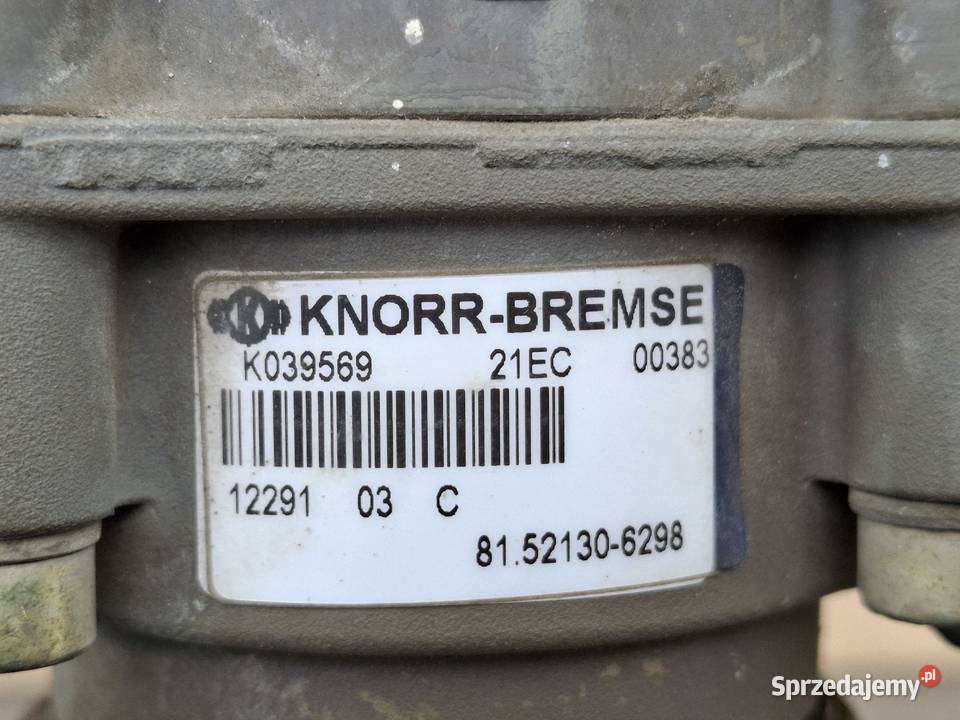 KNORR-BREMSE
K039569 21EC 00383
12291 03 C
81.52130-6298
Sprzedajemy.pl